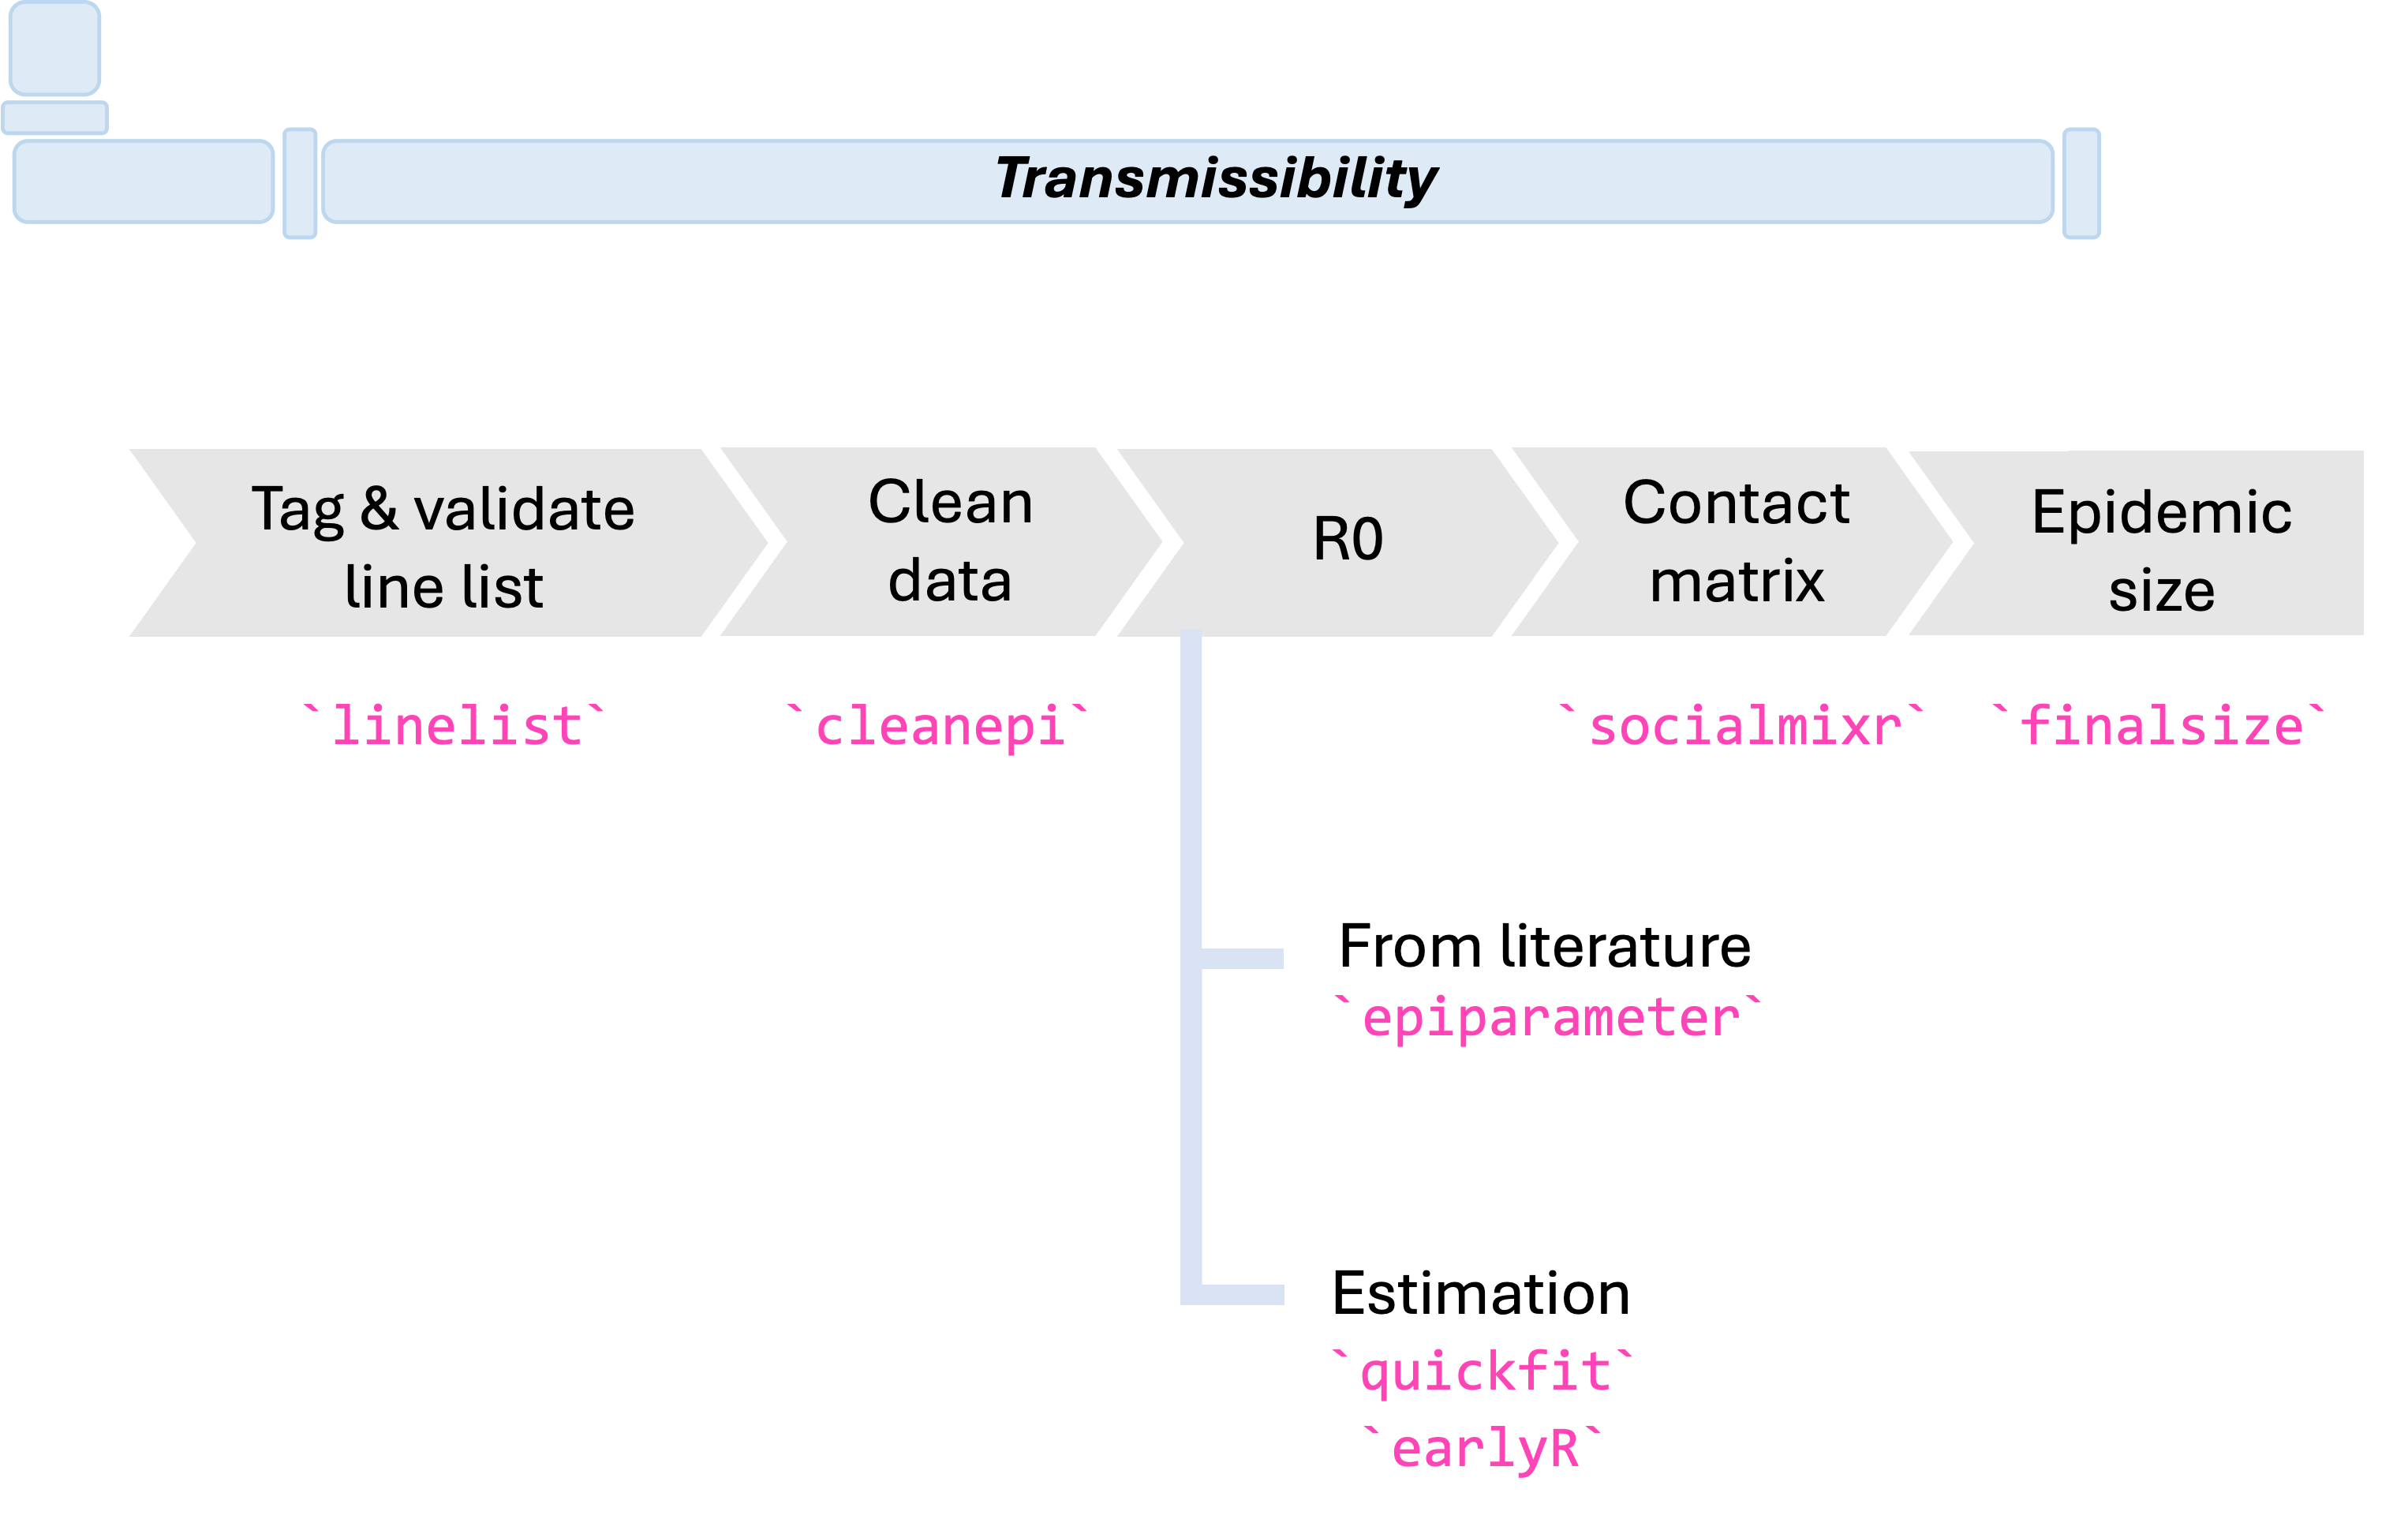 Transmissibility
Tag & validate
line list
Clean
data
R0
Contact
matrix
Epidemic
size
`linelist`
`cleanepi`
`socialmixr`
`finalsize`
From literature
`epiparameter`
Estimation
`quickfit`
`earlyR`